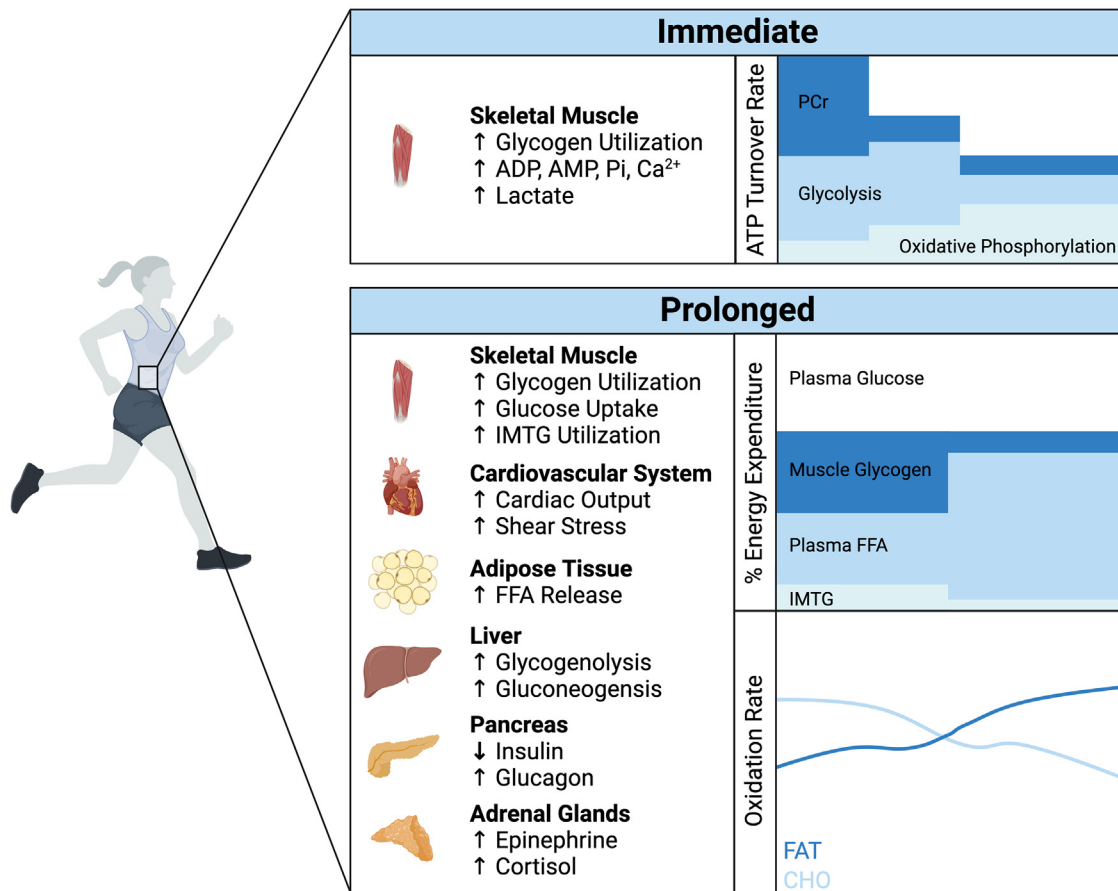 Immediate
Skeletal Muscle
↑ Glycogen Utilization
↑ ADP, AMP, Pi, Ca²⁺
↑ Lactate
ATP Turnover Rate
PCr
Glycolysis
Oxidative Phosphorylation
Prolonged
Skeletal Muscle
↑ Glycogen Utilization
↑ Glucose Uptake
↑ IMTG Utilization
Cardiovascular System
↑ Cardiac Output
↑ Shear Stress
Adipose Tissue
↑ FFA Release
Liver
↑ Glycogenolysis
↑ Gluconeogensis
Pancreas
↓ Insulin
↑ Glucagon
Adrenal Glands
↑ Epinephrine
↑ Cortisol
% Energy Expenditure
Plasma Glucose
Muscle Glycogen
Plasma FFA
IMTG
Oxidation Rate
FAT
CHO